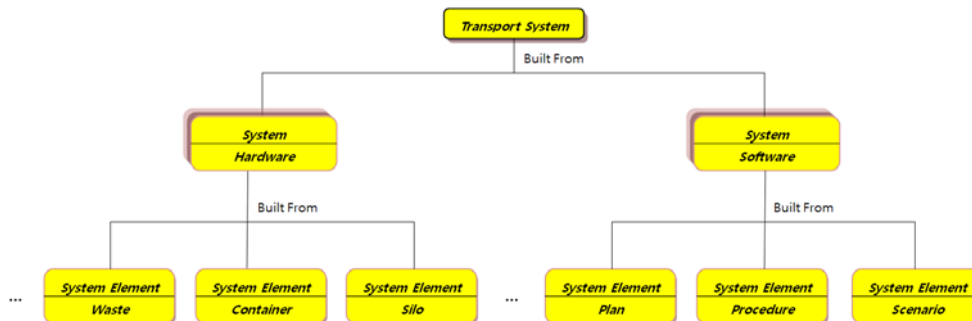 Transport System
Built From
System
Hardware
System
Software
Built From
Built From
... System Element System Element System Element ... System Element System Element System Element
Waste Container Silo Plan Procedure Scenario